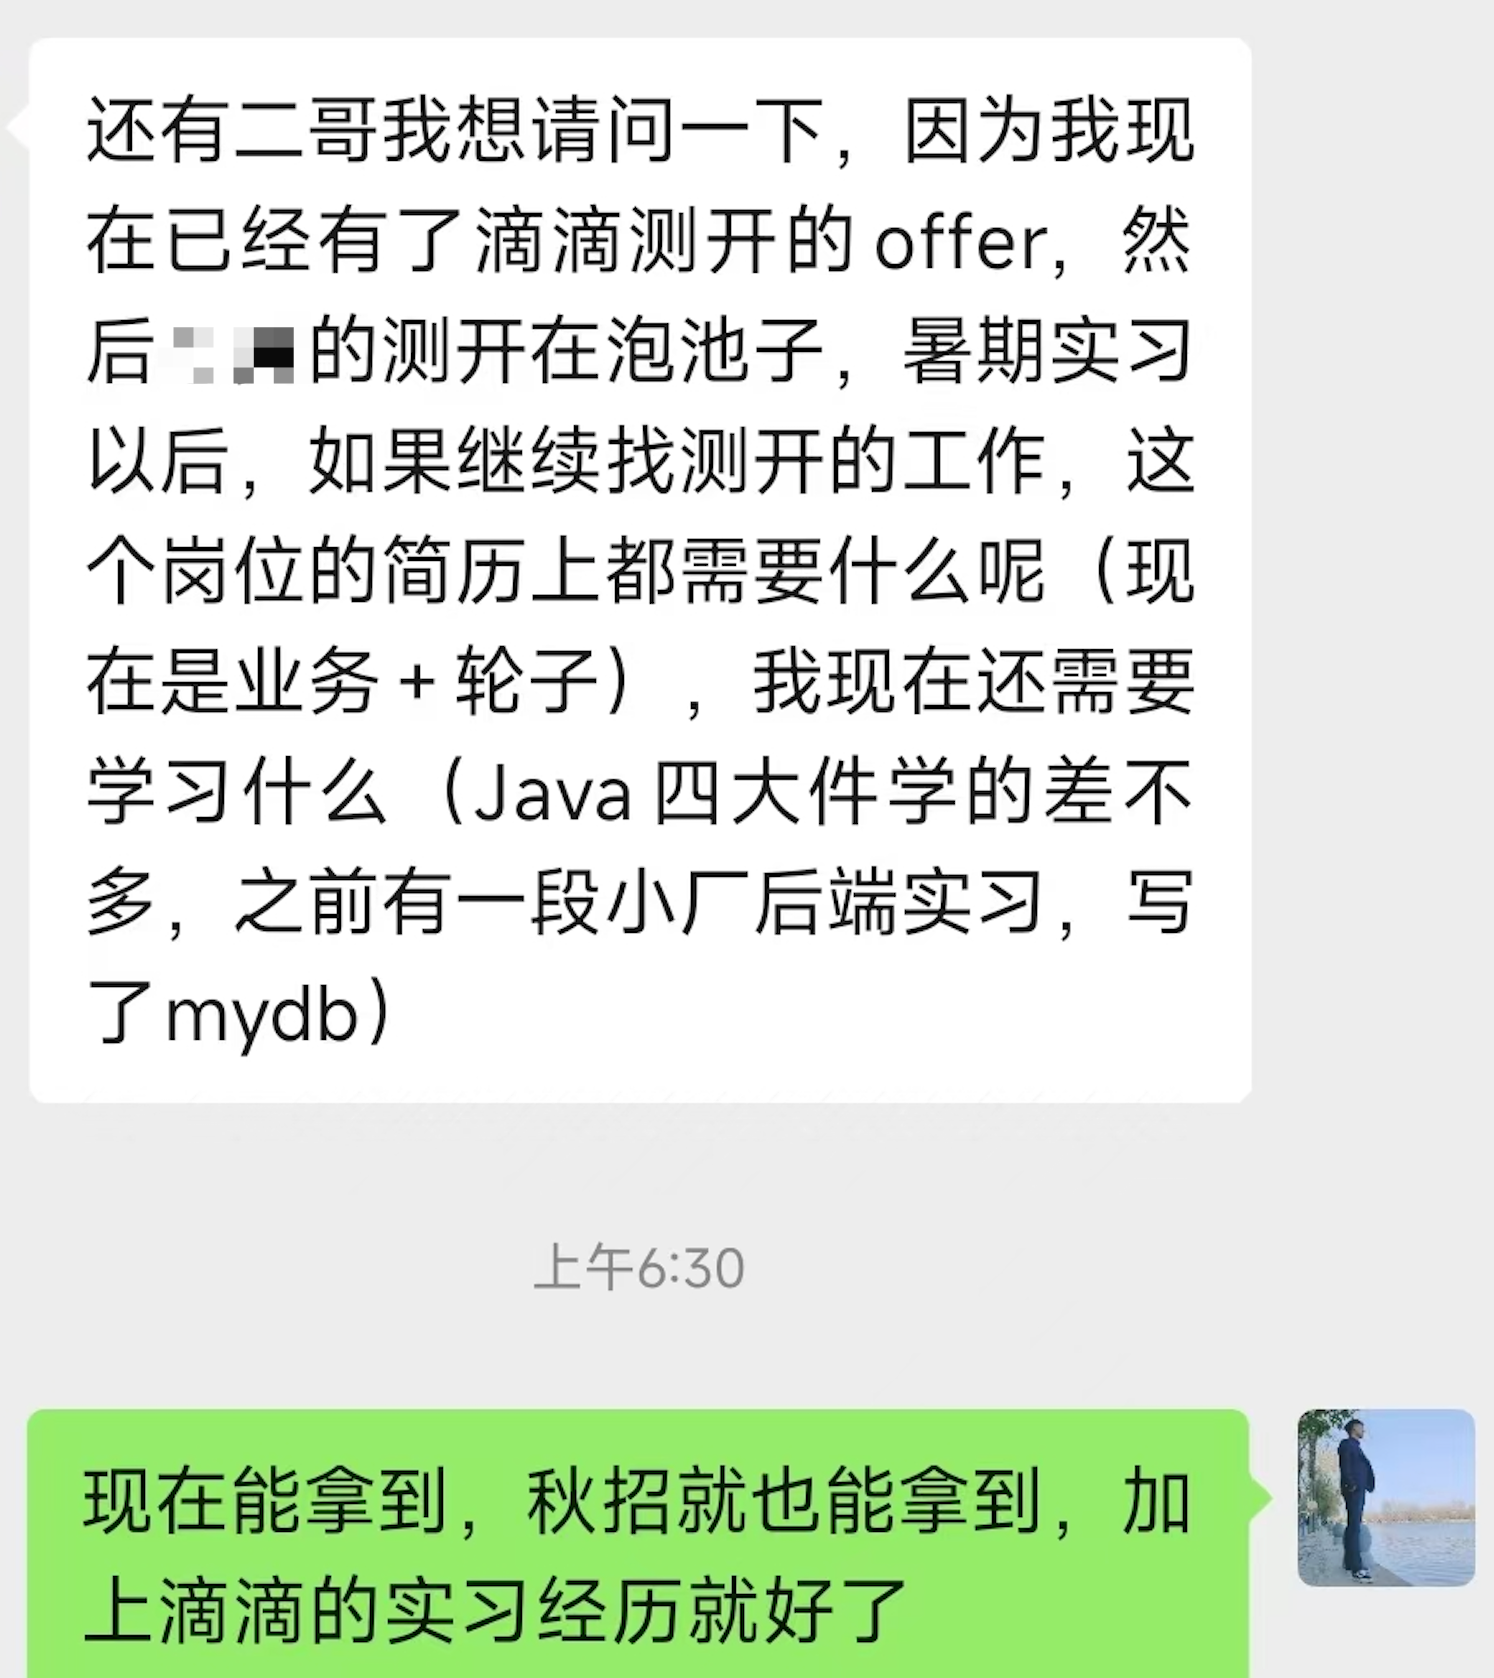 还有二哥我想请问一下，因为我现
在已经有了滴滴测开的 offer，然
后的测开在泡池子，暑期实习
以后，如果继续找测开的工作，这
个岗位的简历上都需要什么呢（现
在是业务 + 轮子），我现在还需要
学习什么（Java 四大件学的差不
多，之前有一段小厂后端实习，写
了mydb）
上午6:30
现在能拿到，秋招就也能拿到，加
上滴滴的实习经历就好了